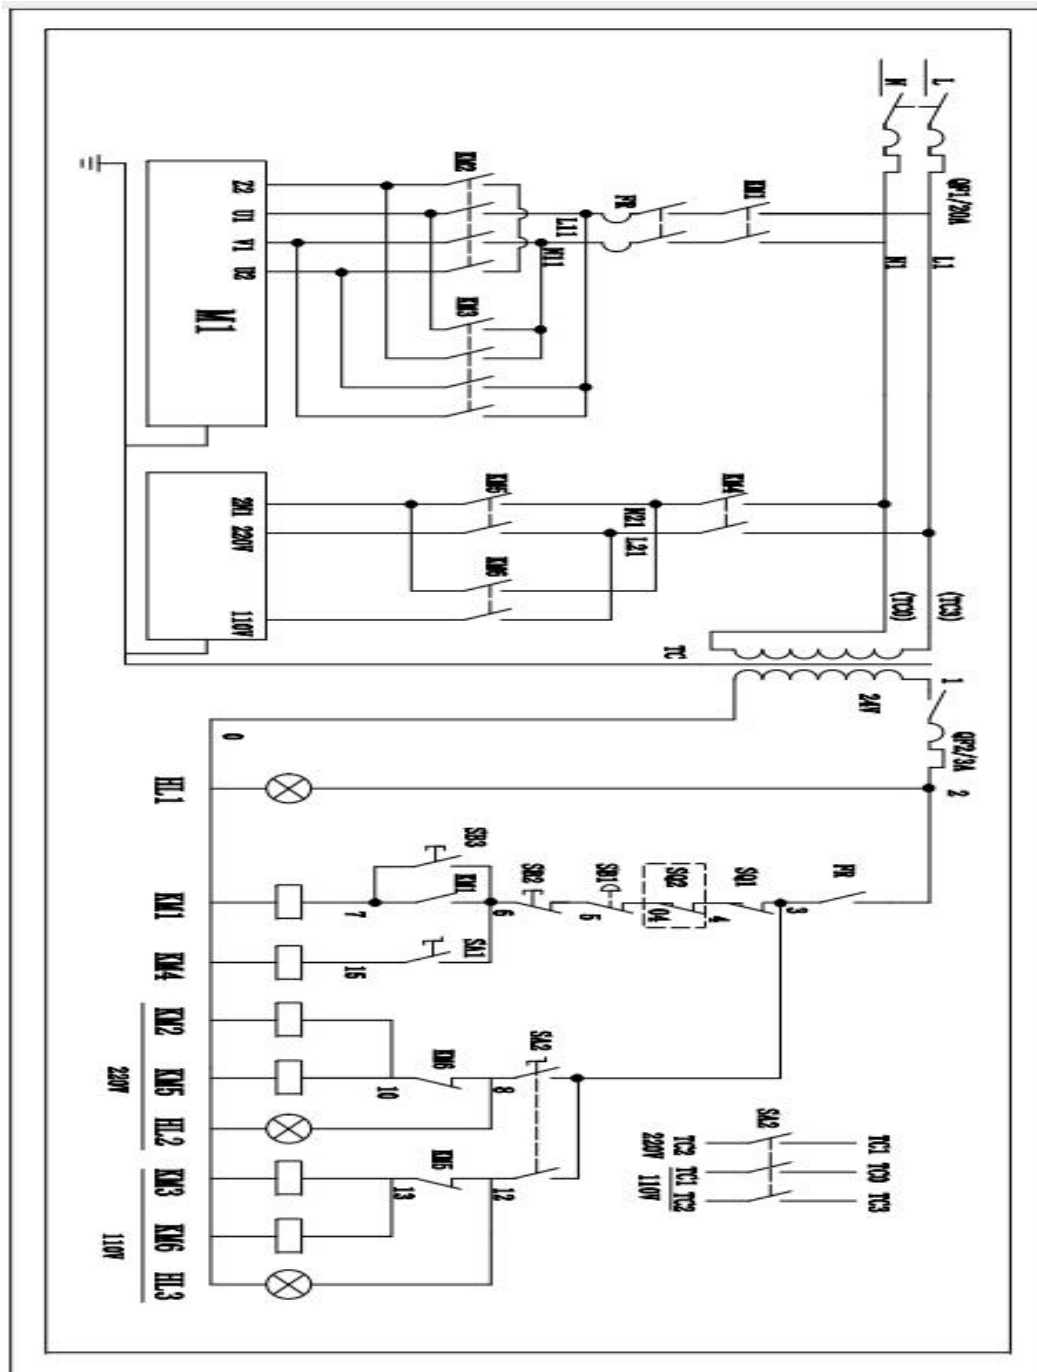 L
N
QF1/20A
L1
N1
(TC3)
(TC0)
1
QF2/3A
2
24V
TC
0
KM1
FR
L11
N11
KM2
KM3
Z2
U1
V1
U2
M1
KM4
N21
L21
KM5
KM6
2N1
220V
110V
FR
3
SQ1
4
SQ2
04
SB1
5
SB2
6
SB3
KM1
7
SA1
15
SA2
8
KM6
10
12
KM5
13
TC1 TC0 TC3
SA2
TC2 TC1 TC2
220V 110V
HL1
KM1
KM4
KM2
KM5
HL2
KM3
KM6
HL3
220V
110V